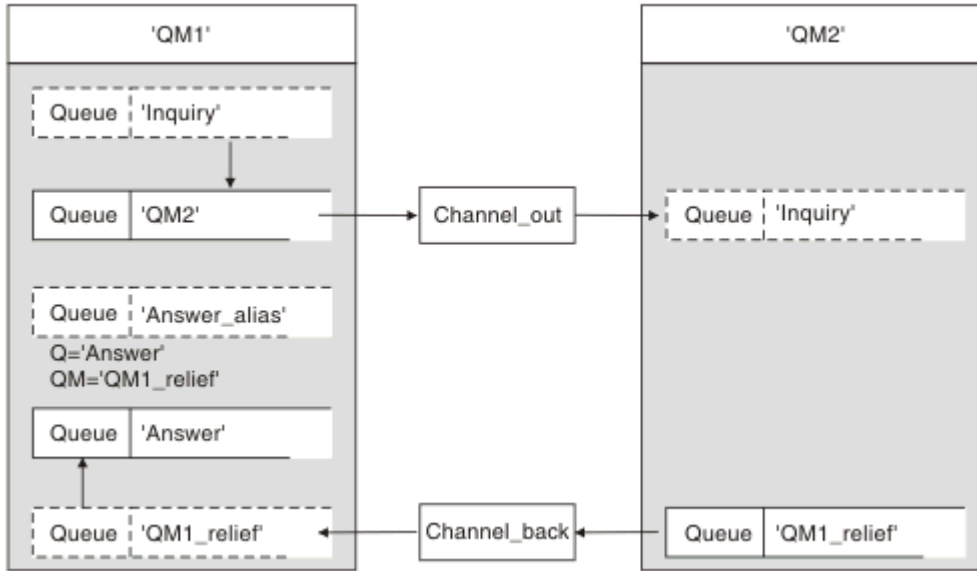 'QM1'
Queue 'Inquiry'
Queue 'QM2'
Queue 'Answer_alias'
Q='Answer'
QM='QM1_relief'
Queue 'Answer'
Queue 'QM1_relief'
Channel_out
Channel_back
'QM2'
Queue 'Inquiry'
Queue 'QM1_relief'